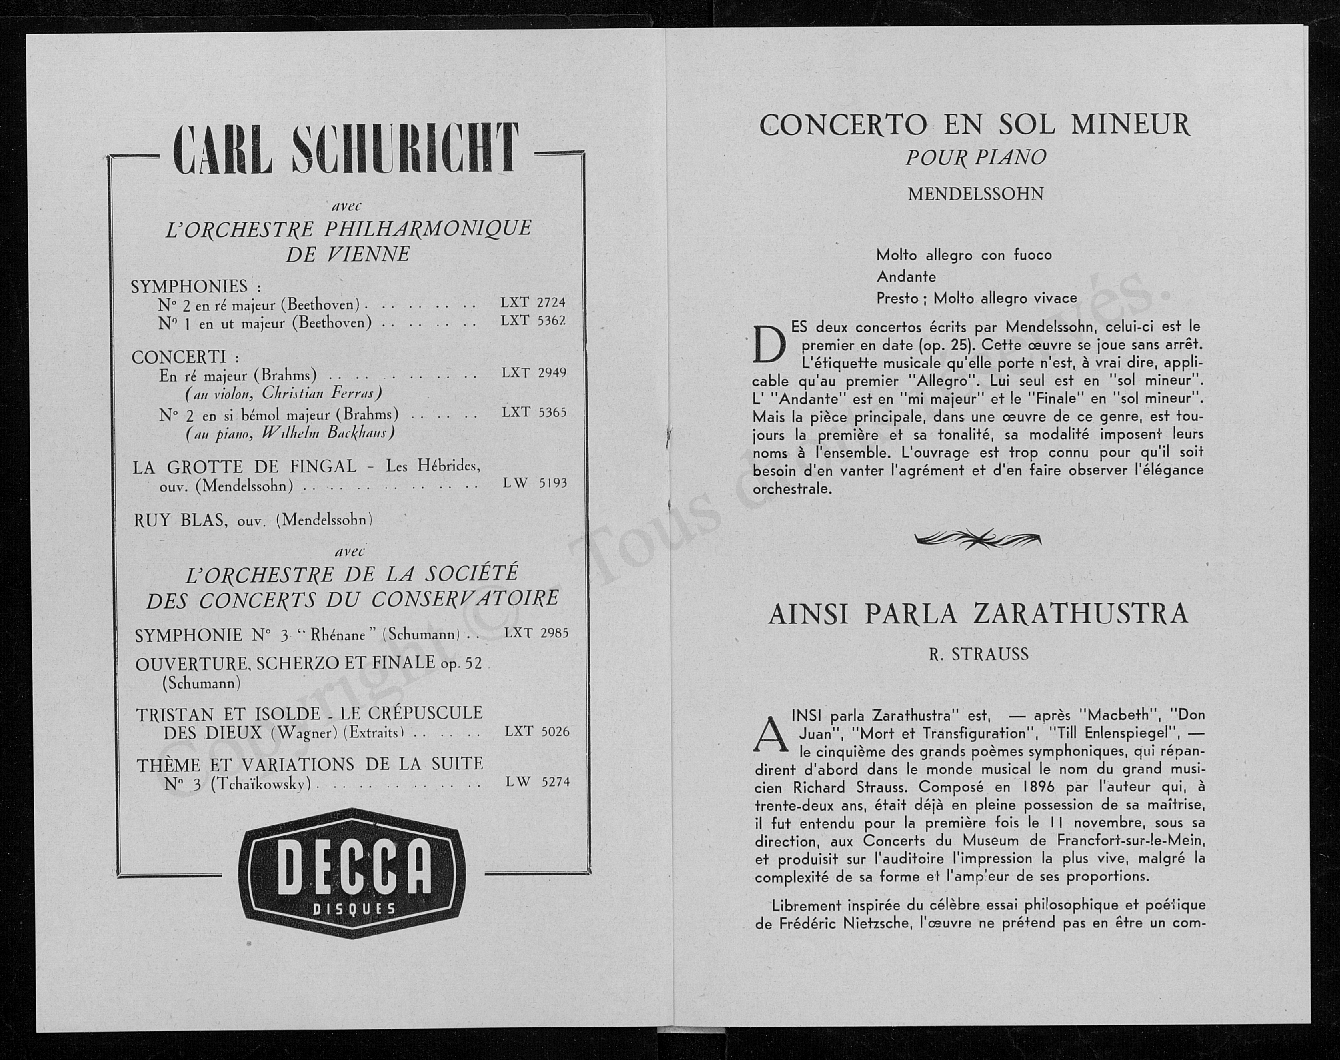 CARL SCHURICHT
avec
L'ORCHESTRE PHILHARMONIQUE
DE VIENNE
SYMPHONIES :
N° 2 en ré majeur (Beethoven) . . . . . . . . LXT 2724
N° 1 en ut majeur (Beethoven) . . . . . . . LXT 5362
CONCERTI :
En ré majeur (Brahms) . . . . . . . . . . . LXT 2949
(au violon, Christian Ferras)
N° 2 en si bémol majeur (Brahms) . . . . . . LXT 5365
(au piano, Wilhelm Backhaus)
LA GROTTE DE FINGAL - Les Hébrides,
ouv. (Mendelssohn) . . . . . . . . . . . . . . LW 5193
RUY BLAS, ouv. (Mendelssohn)
avec
L'ORCHESTRE DE LA SOCIÉTÉ
DES CONCERTS DU CONSERVATOIRE
SYMPHONIE N° 3 "Rhénane" (Schumann) . . LXT 2985
OUVERTURE, SCHERZO ET FINALE op. 52
(Schumann)
TRISTAN ET ISOLDE - LE CRÉPUSCULE
DES DIEUX (Wagner) (Extraits) . . . . . . LXT 5026
THÈME ET VARIATIONS DE LA SUITE
N° 3 (Tchaïkowsky) . . . . . . . . . . . . . LW 5274
DECCA
DISQUES
CONCERTO EN SOL MINEUR
POUR PIANO
MENDELSSOHN
Molto allegro con fuoco
Andante
Presto ; Molto allegro vivace
DES deux concertos écrits par Mendelssohn, celui-ci est le
premier en date (op. 25). Cette œuvre se joue sans arrêt.
L'étiquette musicale qu'elle porte n'est, à vrai dire, appli-
cable qu'au premier "Allegro". Lui seul est en "sol mineur".
L' "Andante" est en "mi majeur" et le "Finale" en "sol mineur".
Mais la pièce principale, dans une œuvre de ce genre, est tou-
jours la première et sa tonalité, sa modalité imposent leurs
noms à l'ensemble. L'ouvrage est trop connu pour qu'il soit
besoin d'en vanter l'agrément et d'en faire observer l'élégance
orchestrale.
AINSI PARLA ZARATHUSTRA
R. STRAUSS
AINSI parla Zarathustra" est, — après "Macbeth", "Don
Juan", "Mort et Transfiguration", "Till Enlenspiegel", —
le cinquième des grands poèmes symphoniques, qui répan-
dirent d'abord dans le monde musical le nom du grand musi-
cien Richard Strauss. Composé en 1896 par l'auteur qui, à
trente-deux ans, était déjà en pleine possession de sa maîtrise,
il fut entendu pour la première fois le 11 novembre, sous sa
direction, aux Concerts du Museum de Francfort-sur-le-Mein,
et produisit sur l'auditoire l'impression la plus vive, malgré la
complexité de sa forme et l'amp'eur de ses proportions.
Librement inspirée du célèbre essai philosophique et poétique
de Frédéric Nietzsche, l'œuvre ne prétend pas en être un com-
Copyright © - Tous droits réservés.